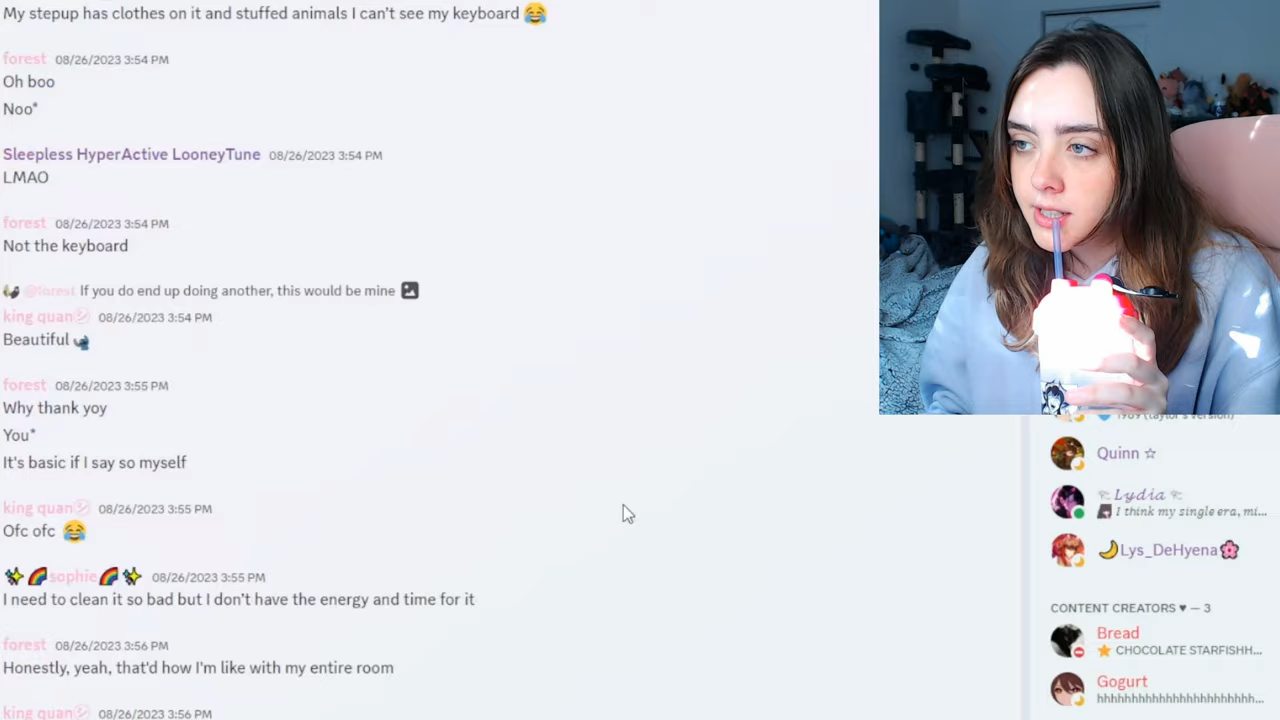 My stepup has clothes on it and stuffed animals I can't see my keyboard 😂
forest 08/26/2023 3:54 PM
Oh boo
Noo*
Sleepless HyperActive LooneyTune 08/26/2023 3:54 PM
LMAO
forest 08/26/2023 3:54 PM
Not the keyboard
@forest If you do end up doing another, this would be mine
king quan 08/26/2023 3:54 PM
Beautiful
forest 08/26/2023 3:55 PM
Why thank yoy
You*
It's basic if I say so myself
king quan 08/26/2023 3:55 PM
Ofc ofc 😂
✨🌈sophie🌈✨ 08/26/2023 3:55 PM
I need to clean it so bad but I don't have the energy and time for it
forest 08/26/2023 3:56 PM
Honestly, yeah, that'd how I'm like with my entire room
king quan 08/26/2023 3:56 PM
1989 (taylor's version)
Quinn ☆
Lydia
I think my single era, mi...
🌙Lys_DeHyena🌸
CONTENT CREATORS ♥ — 3
Bread
⭐ CHOCOLATE STARFISHH...
Gogurt
hhhhhhhhhhhhhhhhhhhhhhh...